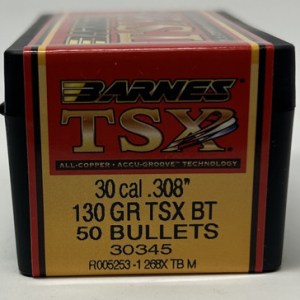 BARNES
TSX
ALL-COPPER • ACCU-GROOVE™ TECHNOLOGY
30 cal .308"
130 GR TSX BT
50 BULLETS
30345
R005253 -1 268X TB M